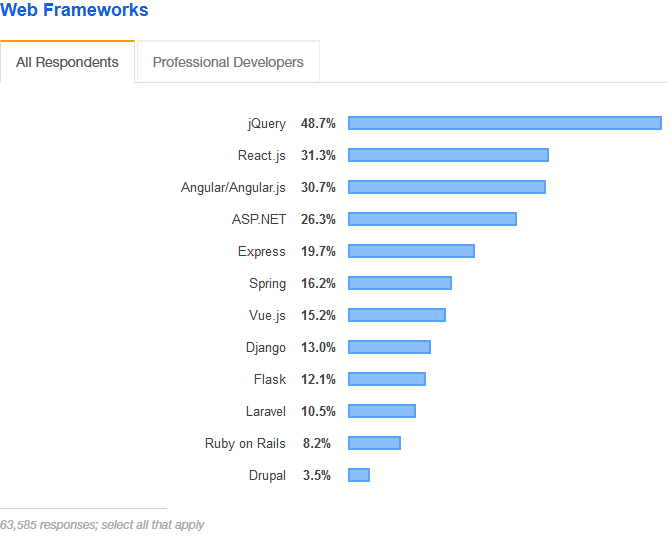 Web Frameworks
All Respondents Professional Developers
jQuery 48.7%
React.js 31.3%
Angular/Angular.js 30.7%
ASP.NET 26.3%
Express 19.7%
Spring 16.2%
Vue.js 15.2%
Django 13.0%
Flask 12.1%
Laravel 10.5%
Ruby on Rails 8.2%
Drupal 3.5%
63,585 responses; select all that apply